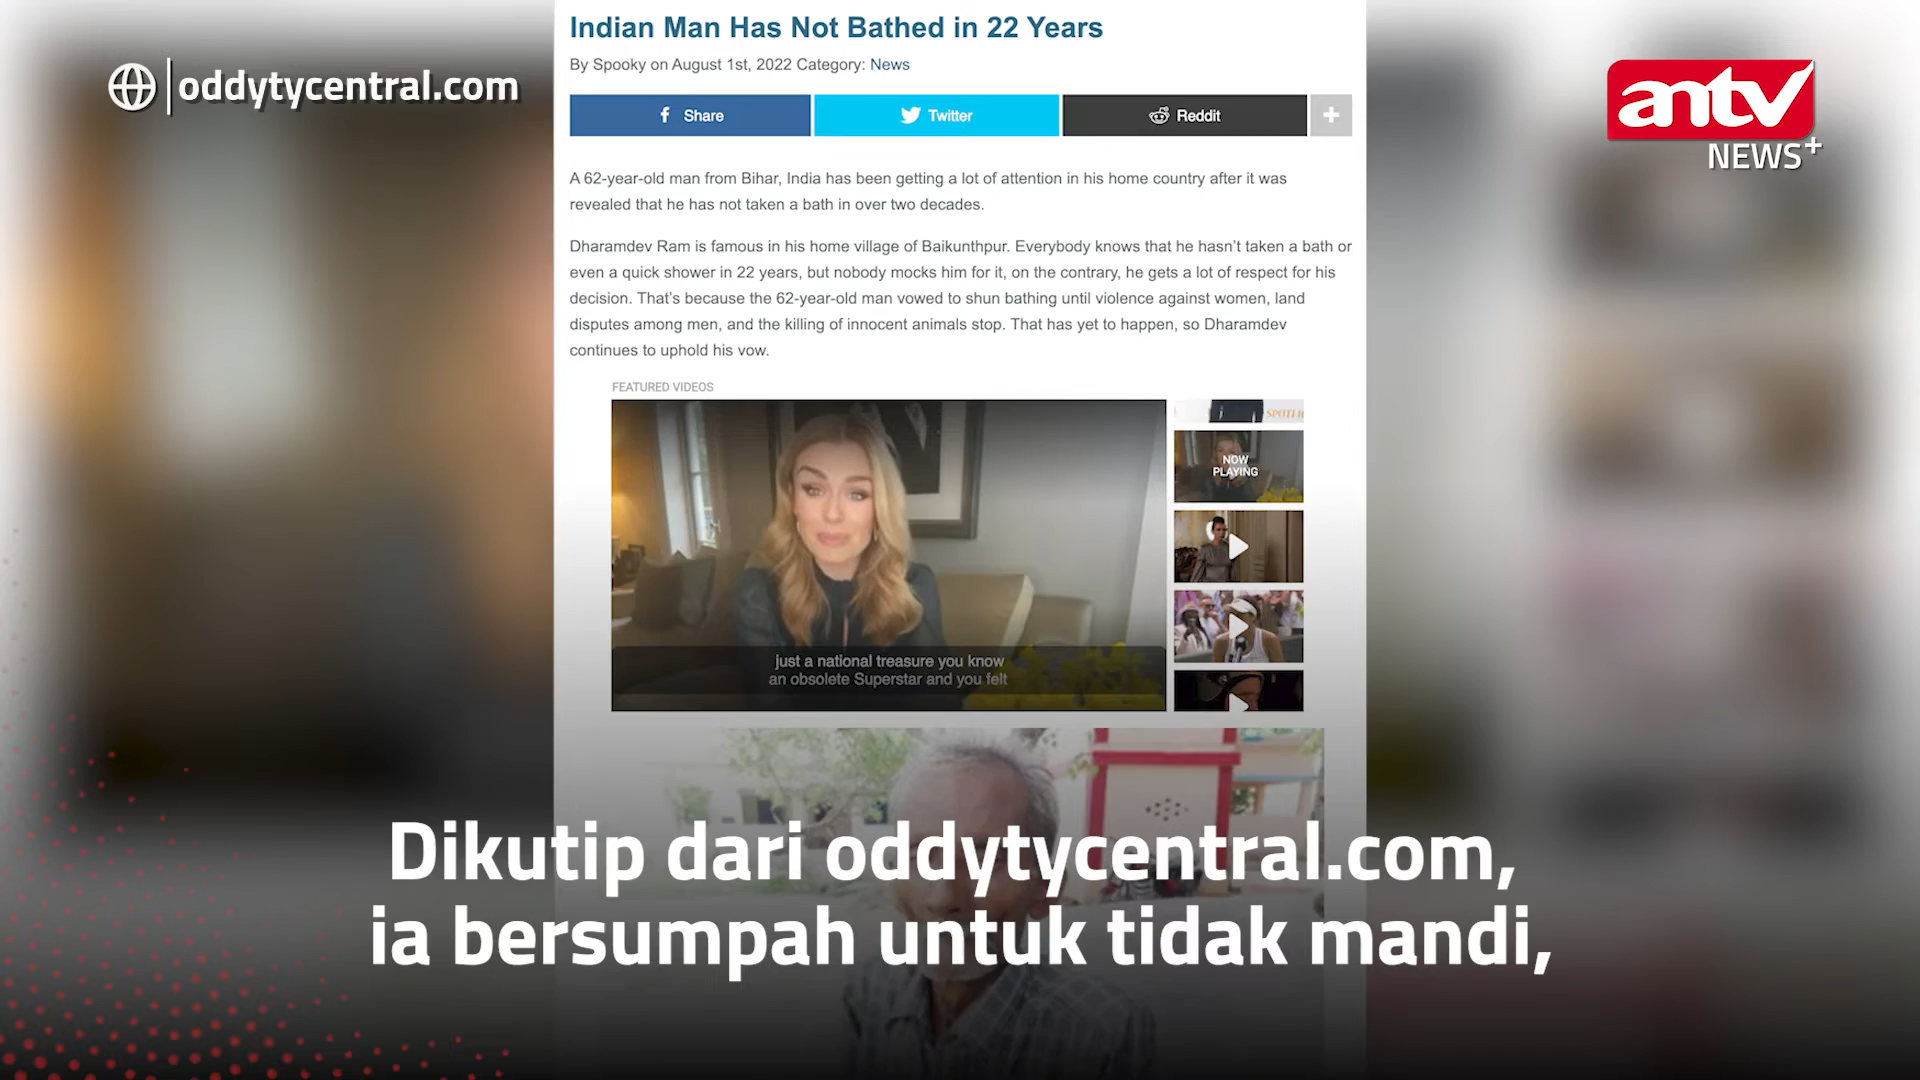 Indian Man Has Not Bathed in 22 Years
By Spooky on August 1st, 2022 Category: News
oddytycentral.com
antv
NEWS+
Share
Twitter
Reddit
+
A 62-year-old man from Bihar, India has been getting a lot of attention in his home country after it was
revealed that he has not taken a bath in over two decades.
Dharamdev Ram is famous in his home village of Baikunthpur. Everybody knows that he hasn't taken a bath or
even a quick shower in 22 years, but nobody mocks him for it, on the contrary, he gets a lot of respect for his
decision. That's because the 62-year-old man vowed to shun bathing until violence against women, land
disputes among men, and the killing of innocent animals stop. That has yet to happen, so Dharamdev
continues to uphold his vow.
FEATURED VIDEOS
NOW
PLAYING
just a national treasure you know
an obsolete Superstar and you felt
Dikutip dari oddytycentral.com,
ia bersumpah untuk tidak mandi,